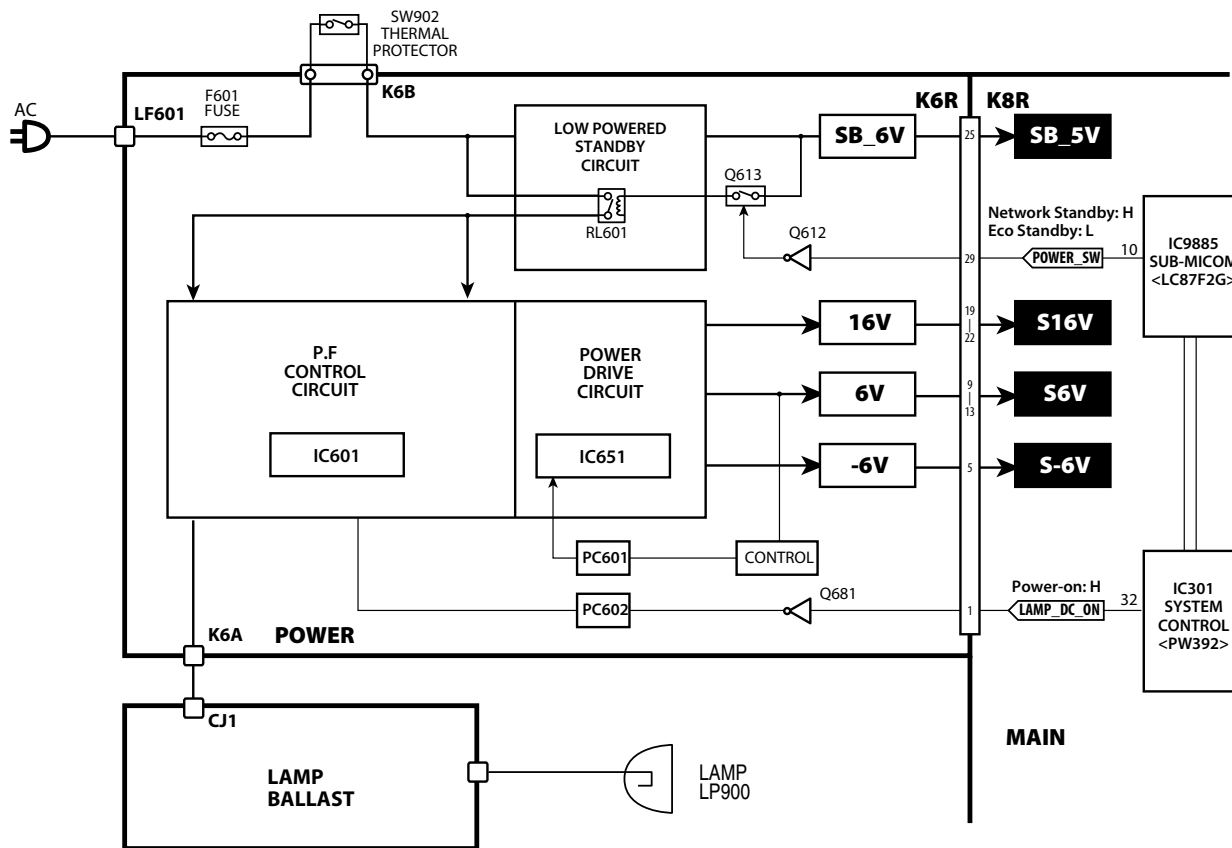 SW902
THERMAL
PROTECTOR
K6B
AC
LF601
F601
FUSE
LOW POWERED
STANDBY
CIRCUIT
RL601
Q613
SB_6V
K6R
K8R
25
SB_5V
Network Standby: H
Eco Standby: L
Q612
29
POWER_SW
10
IC9885
SUB-MICOM
<LC87F2G>
P.F
CONTROL
CIRCUIT
IC601
POWER
DRIVE
CIRCUIT
IC651
16V
19
|
22
S16V
6V
9
|
13
S6V
-6V
5
S-6V
PC601
CONTROL
PC602
Q681
1
Power-on: H
LAMP_DC_ON
32
IC301
SYSTEM
CONTROL
<PW392>
K6A
POWER
CJ1
LAMP
BALLAST
LAMP
LP900
MAIN